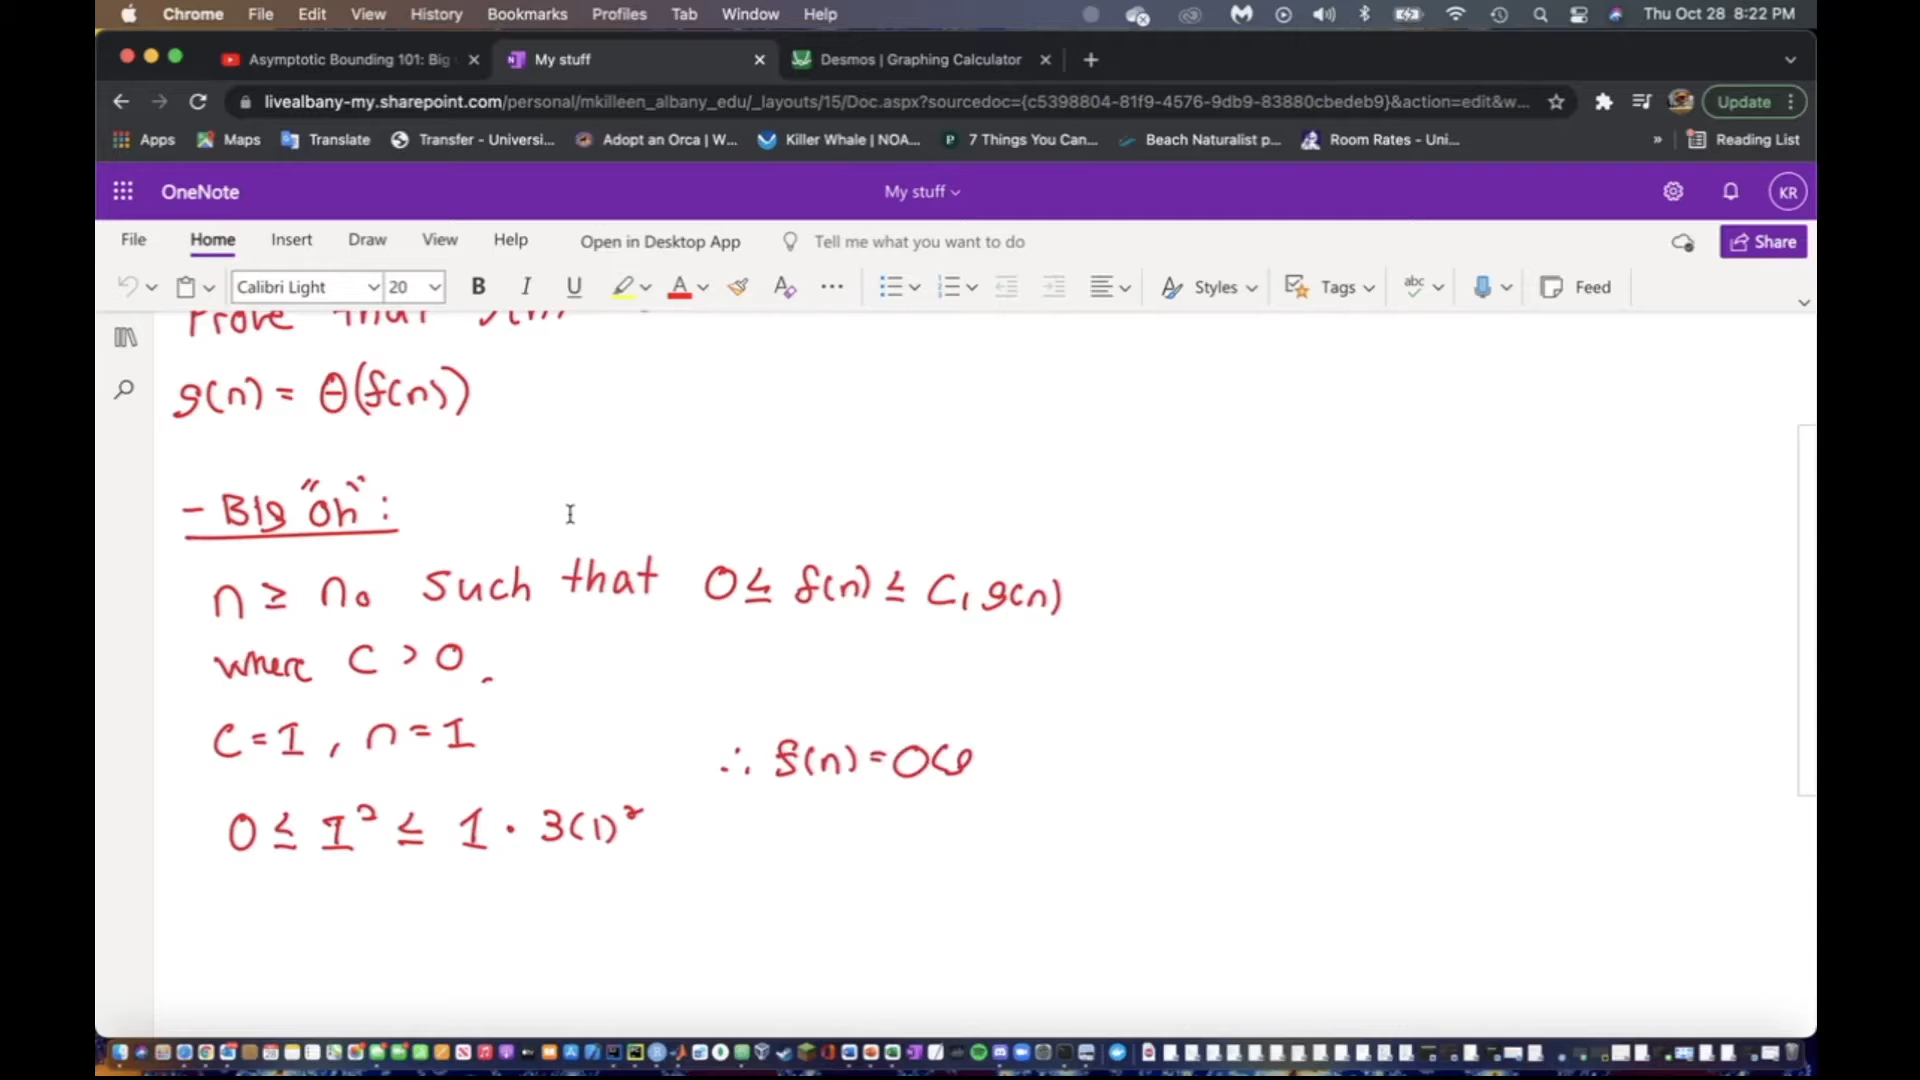 Chrome File Edit View History Bookmarks Profiles Tab Window Help Thu Oct 28 8:22 PM
Asymptotic Bounding 101: Big My stuff Desmos | Graphing Calculator
livealbany-my.sharepoint.com/personal/mkilleen_albany_edu/_layouts/15/Doc.aspx?sourcedoc={c5398804-81f9-4576-9db9-83880cbedeb9}&action=edit&w... Update
Apps Maps Translate Transfer - Universi... Adopt an Orca | W... Killer Whale | NOA... 7 Things You Can... Beach Naturalist p... Room Rates - Uni... » Reading List
OneNote My stuff KR
File Home Insert Draw View Help Open in Desktop App Tell me what you want to do Share
Calibri Light 20 B I U A A ... Styles Tags abc Feed
Prove that
g(n) = Θ(f(n))
- Big "Oh":
n ≥ n₀ such that 0 ≤ f(n) ≤ C₁ g(n)
where C > 0.
C = 1, n = 1
∴ f(n) = O(
0 ≤ 1² ≤ 1 · 3(1)²